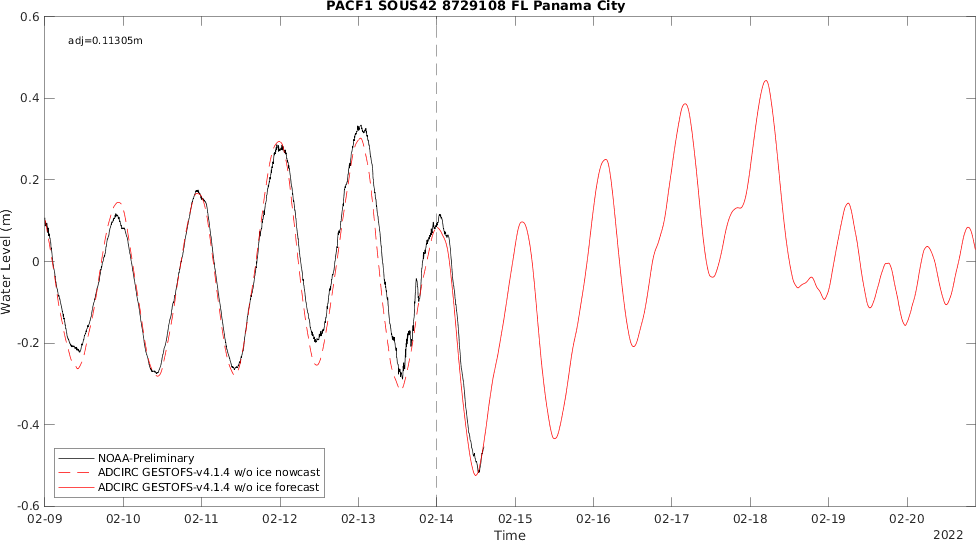 PACF1 SOUS42 8729108 FL Panama City
0.6
adj=0.11305m
0.4
0.2
0
-0.2
-0.4
-0.6
Water Level (m)
NOAA-Preliminary
ADCIRC GESTOFS-v4.1.4 w/o ice nowcast
ADCIRC GESTOFS-v4.1.4 w/o ice forecast
02-09 02-10 02-11 02-12 02-13 02-14 02-15 02-16 02-17 02-18 02-19 02-20
Time
2022